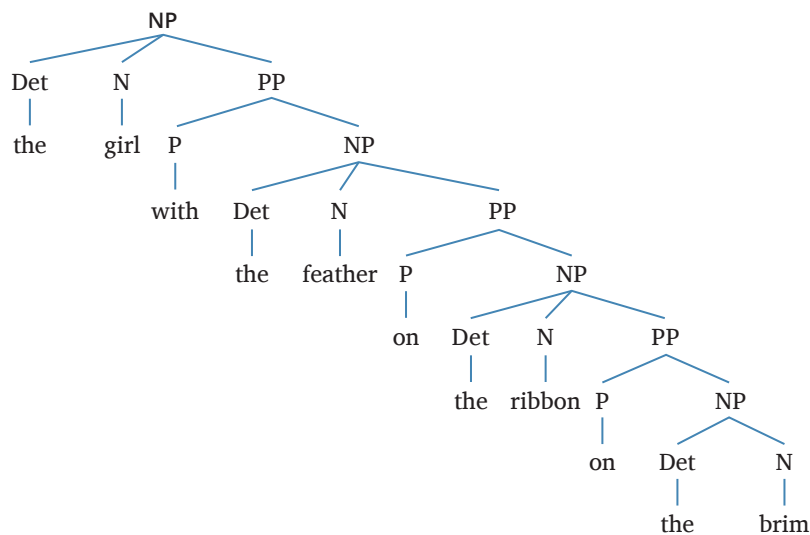 NP
Det N PP
the girl P NP
with Det N PP
the feather P NP
on Det N PP
the ribbon P NP
on Det N
the brim